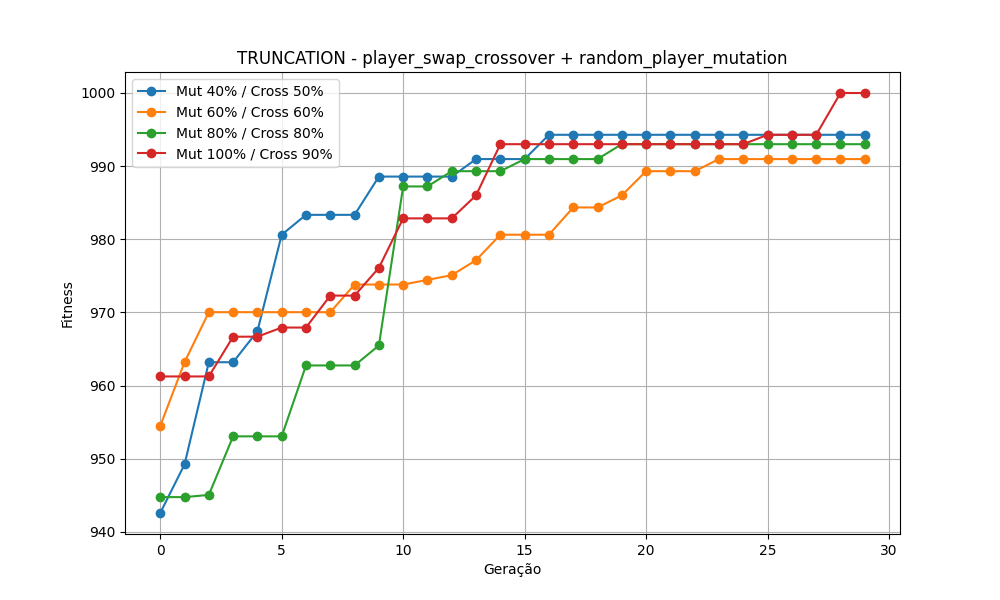 TRUNCATION - player_swap_crossover + random_player_mutation
Mut 40% / Cross 50%
Mut 60% / Cross 60%
Mut 80% / Cross 80%
Mut 100% / Cross 90%
Fitness
1000
990
980
970
960
950
940
0 5 10 15 20 25 30
Geração